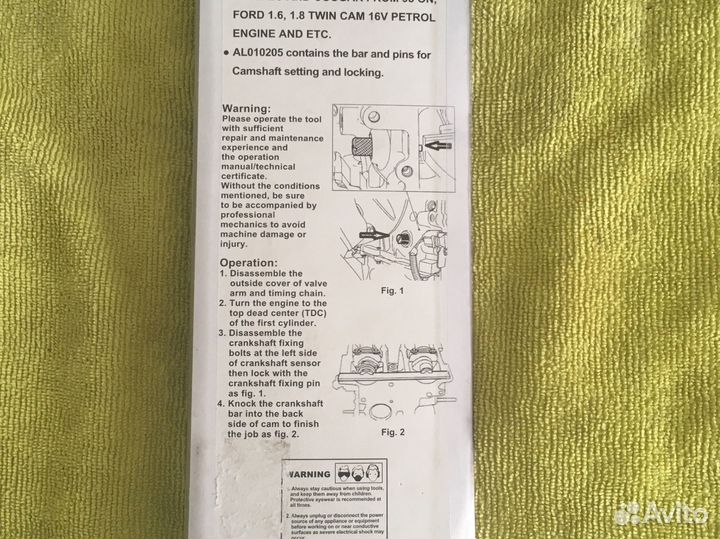 FROM 98 ON,
FORD 1.6, 1.8 TWIN CAM 16V PETROL
ENGINE AND ETC.
● AL010205 contains the bar and pins for
Camshaft setting and locking.
Warning:
Please operate the tool
with sufficient
repair and maintenance
experience and
the operation
manual/technical
certificate.
Without the conditions
mentioned, be sure
to be accompanied by
professional
mechanics to avoid
machine damage or
injury.
Operation:
1. Disassemble the
outside cover of valve
arm and timing chain.
2. Turn the engine to the
top dead center (TDC)
of the first cylinder.
3. Disassemble the
crankshaft fixing
bolts at the left side
of crankshaft sensor
then lock with the
crankshaft fixing pin
as fig. 1.
4. Knock the crankshaft
bar into the back
side of cam to finish
the job as fig. 2.
Fig. 1
Fig. 2
WARNING
1. Always stay cautious when using tools,
and keep them away from children.
Protective eyewear is recommended at
all times.
2. Always unplug or disconnect the power
source of any appliance or equipment
before working on or near conductive
surfaces as severe electrical shock may
occur.
Avito